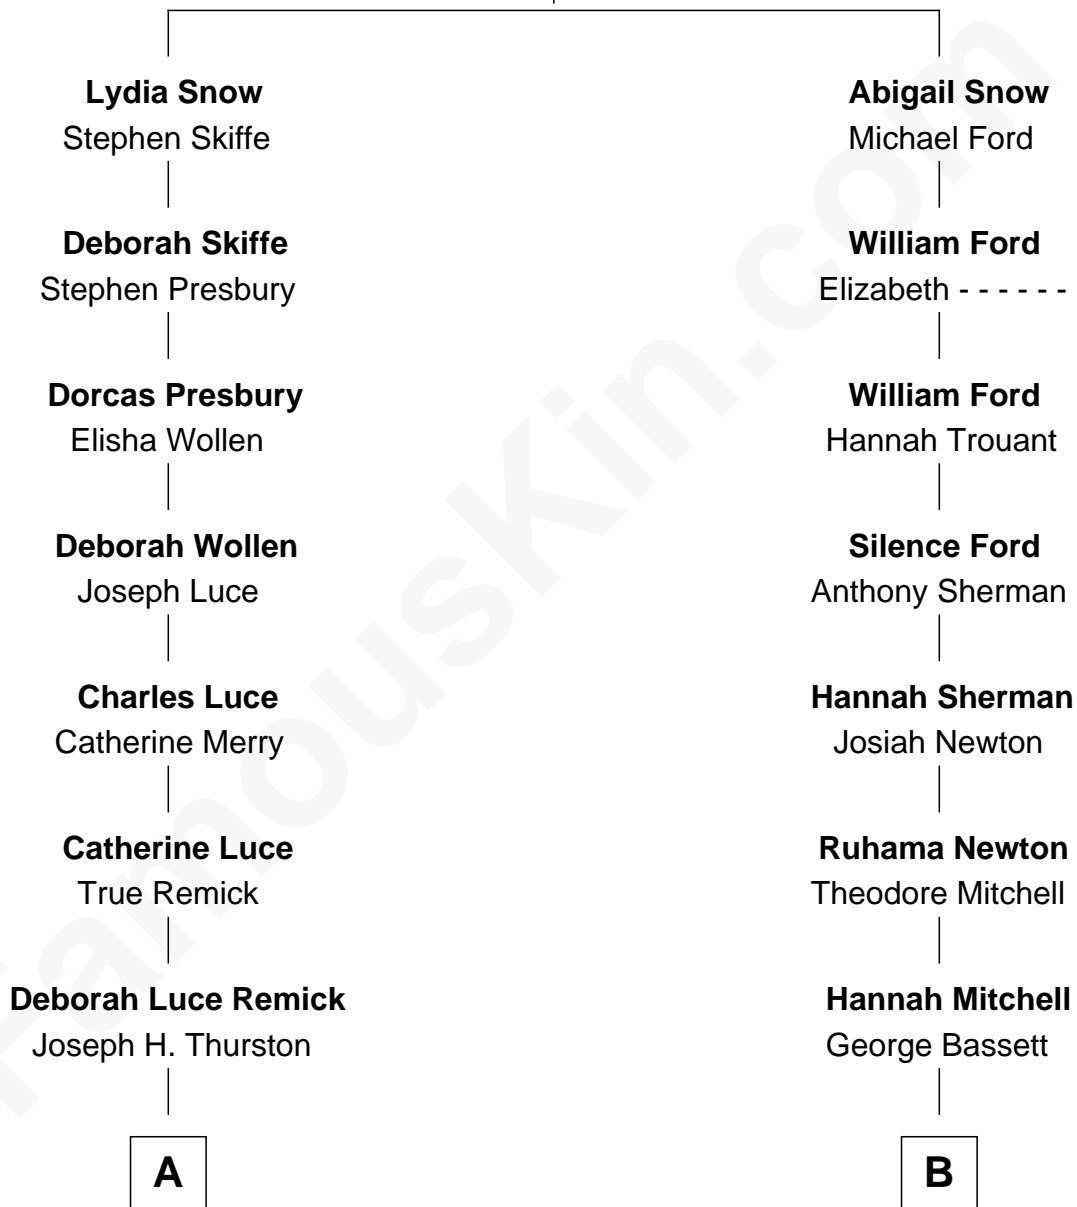 Lydia Snow
Stephen Skiffe
Abigail Snow
Michael Ford
Deborah Skiffe
Stephen Presbury
William Ford
Elizabeth - - - - - -
Dorcas Presbury
Elisha Wollen
William Ford
Hannah Trouant
Deborah Wollen
Joseph Luce
Silence Ford
Anthony Sherman
Charles Luce
Catherine Merry
Hannah Sherman
Josiah Newton
Catherine Luce
True Remick
Ruhama Newton
Theodore Mitchell
Deborah Luce Remick
Joseph H. Thurston
Hannah Mitchell
George Bassett
A
B
FamousKin.com